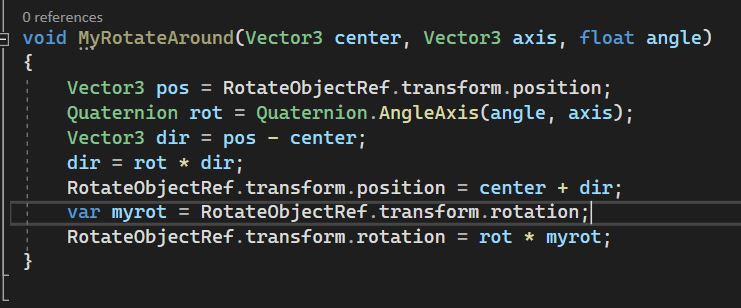 0 references
void MyRotateAround(Vector3 center, Vector3 axis, float angle)
{
Vector3 pos = RotateObjectRef.transform.position;
Quaternion rot = Quaternion.AngleAxis(angle, axis);
Vector3 dir = pos - center;
dir = rot * dir;
RotateObjectRef.transform.position = center + dir;
var myrot = RotateObjectRef.transform.rotation;
RotateObjectRef.transform.rotation = rot * myrot;
}